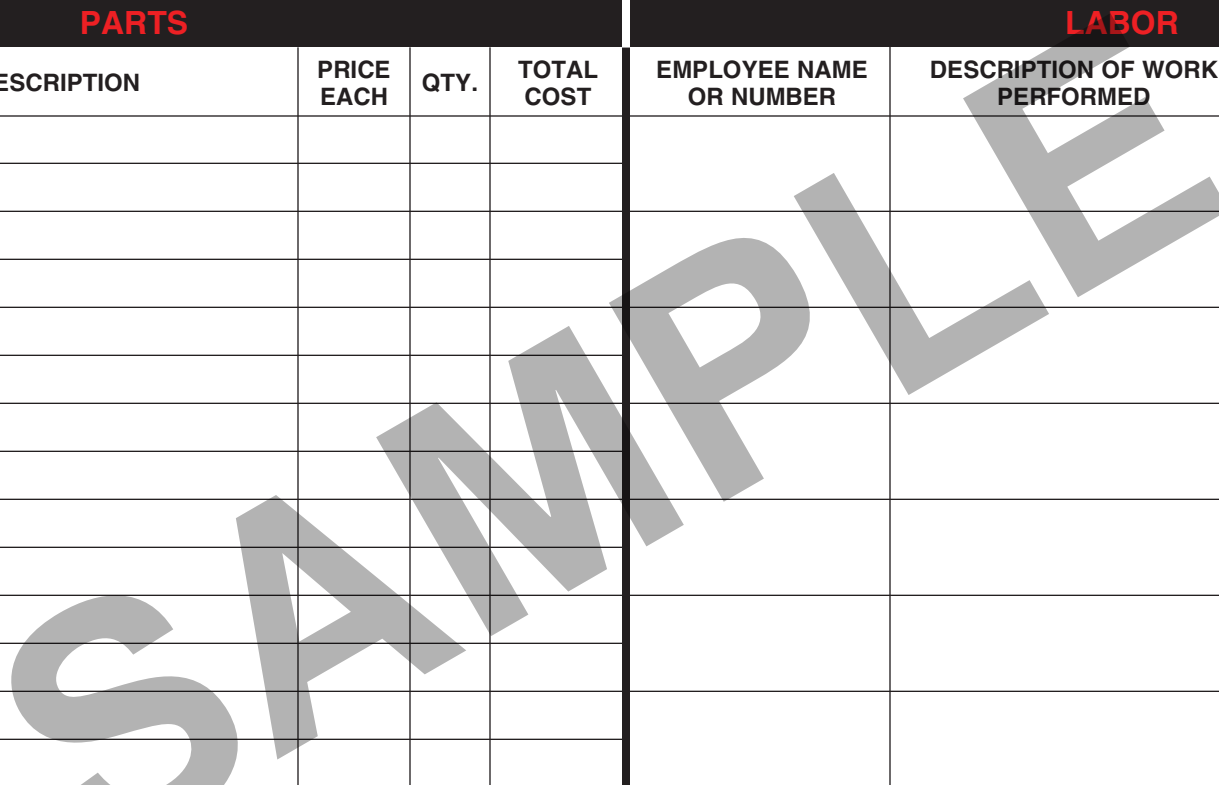 PARTS
LABOR
ESCRIPTION
PRICE
EACH
QTY.
TOTAL
COST
EMPLOYEE NAME
OR NUMBER
DESCRIPTION OF WORK
PERFORMED
SAMPLE